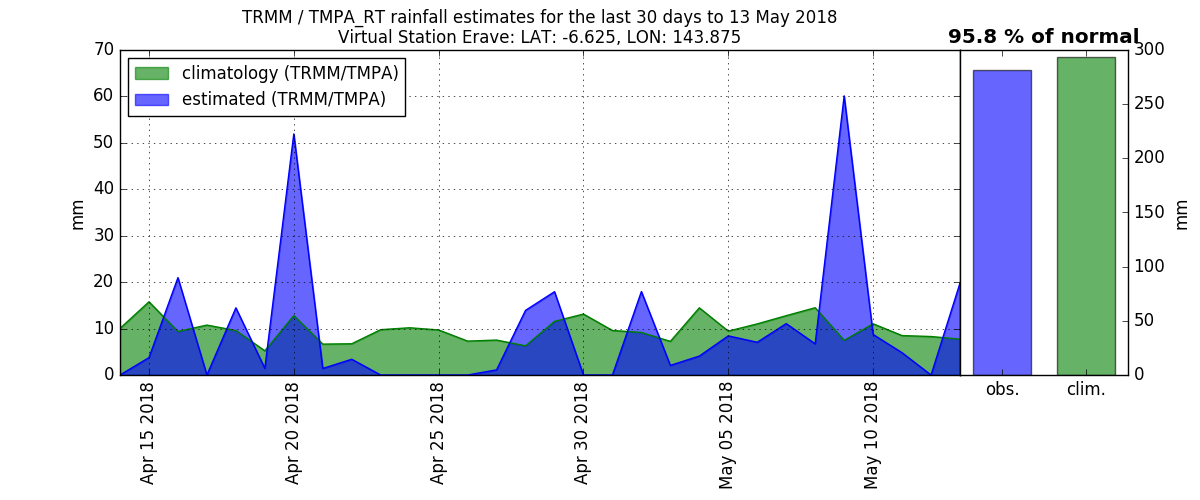 TRMM / TMPA_RT rainfall estimates for the last 30 days to 13 May 2018
Virtual Station Erave: LAT: -6.625, LON: 143.875
95.8 % of normal
climatology (TRMM/TMPA)
estimated (TRMM/TMPA)
70
60
50
40
30
20
10
0
mm
Apr 15 2018
Apr 20 2018
Apr 25 2018
Apr 30 2018
May 05 2018
May 10 2018
obs.
clim.
300
250
200
150
100
50
0
mm